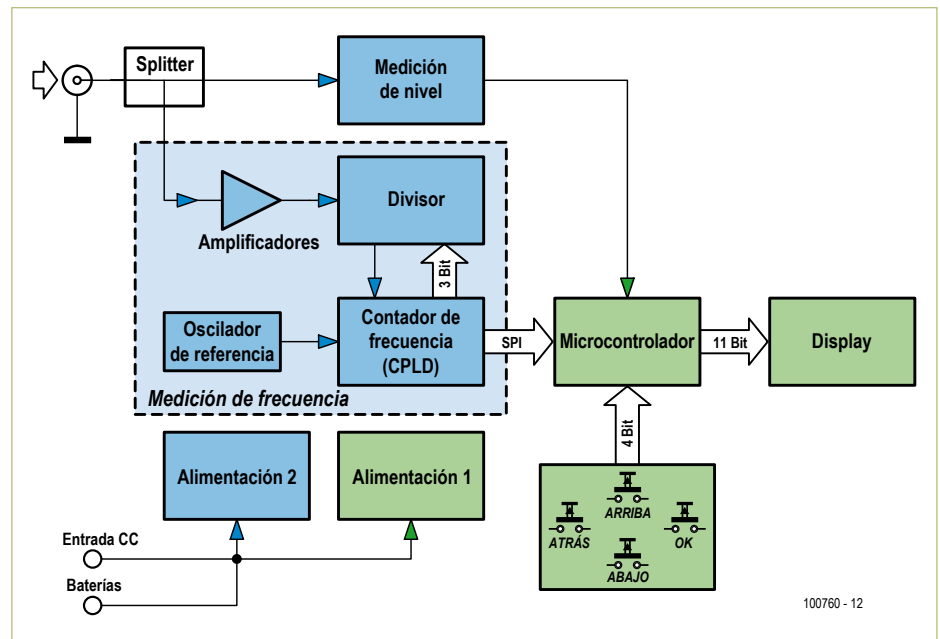 Splitter
Medición
de nivel
Amplificadores
Divisor
3 Bit
Oscilador
de referencia
Contador de
frecuencia
(CPLD)
SPI
Microcontrolador
11 Bit
Display
Medición de frecuencia
4 Bit
Alimentación 2
Alimentación 1
ARRIBA
ATRÁS
OK
ABAJO
Entrada CC
Baterías
100760 - 12